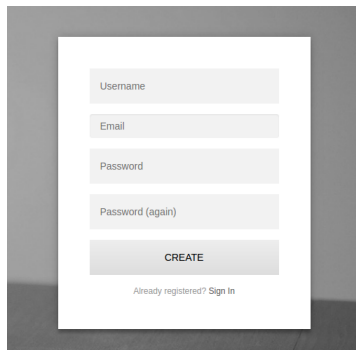 Username
Email
Password
Password (again)
CREATE
Already registered? Sign In